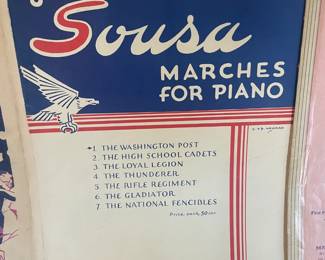 Sousa
MARCHES
FOR PIANO
1 THE WASHINGTON POST
2 THE HIGH SCHOOL CADETS
3 THE LOYAL LEGION
4 THE THUNDERER
5 THE RIFLE REGIMENT
6 THE GLADIATOR
7 THE NATIONAL FENCIBLES
Price, each, 50